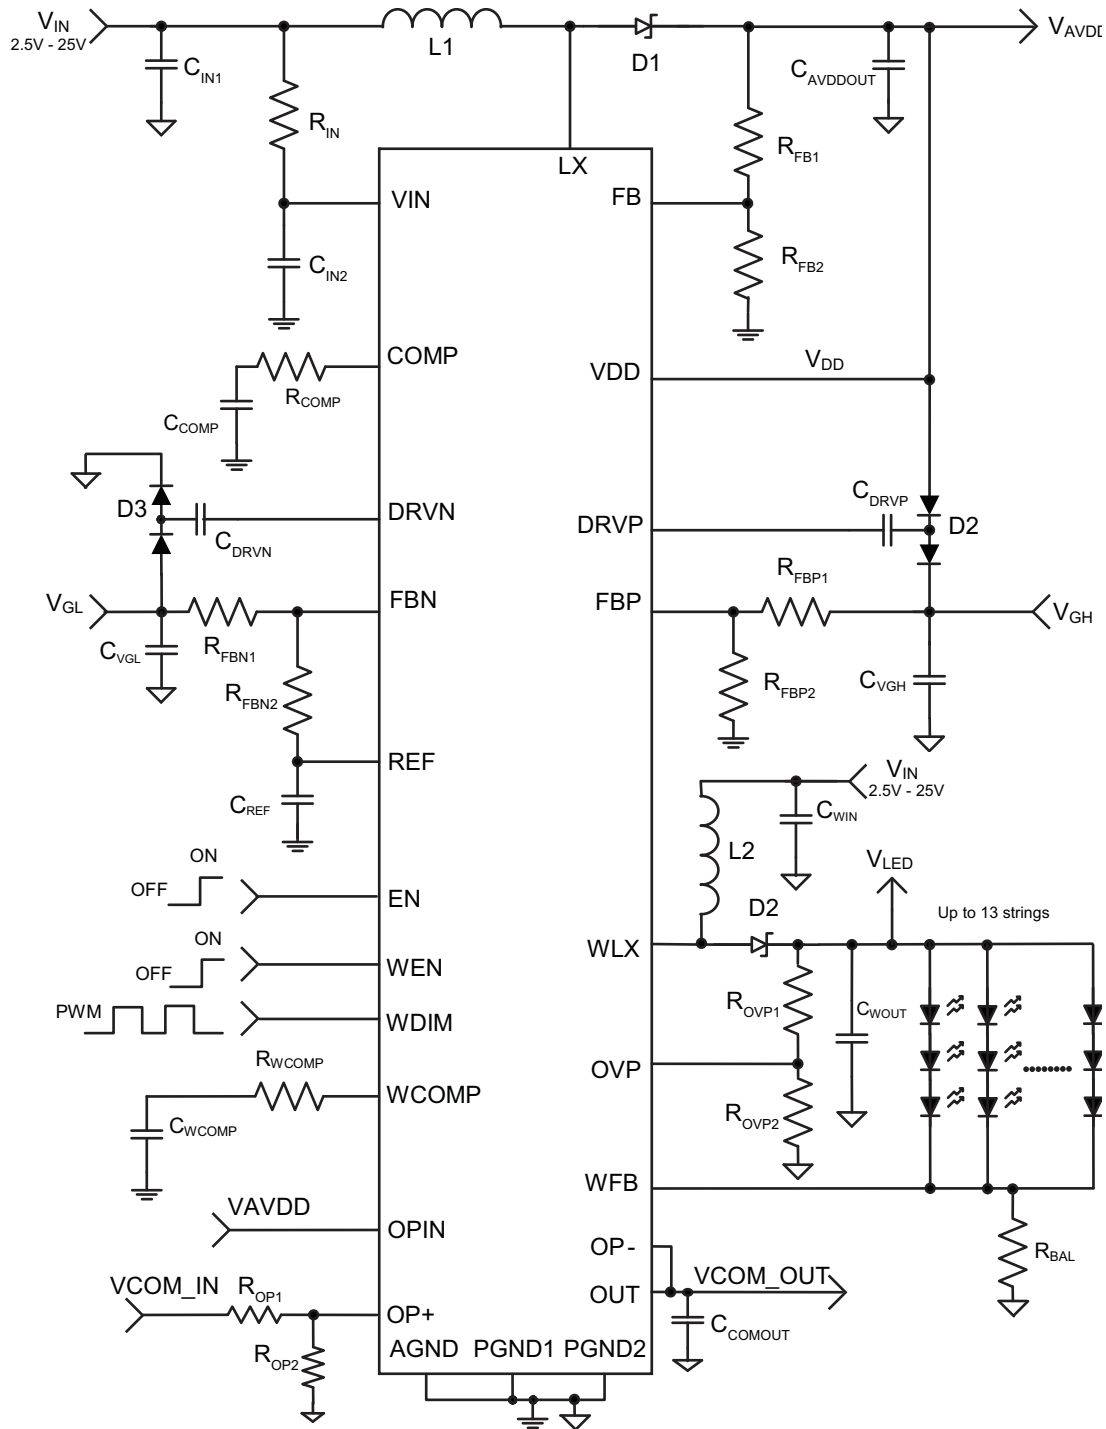 VIN
2.5V - 25V
L1
D1
VAVDD
CIN1
CAVDDOUT
RIN
RFB1
LX
VIN
FB
CIN2
RFB2
COMP
RCOMP
CCOMP
VDD
VDD
D3
CDRVN
DRVN
DRVP
CDRVP
D2
VGL
FBN
FBP
RFBP1
VGH
CVGL
RFBN1
RFBN2
RFBP2
CVGH
REF
CREF
VIN
2.5V - 25V
CWIN
L2
VLED
ON
OFF
EN
D2
Up to 13 strings
ON
OFF
WEN
WLX
PWM
WDIM
ROVP1
CWOUT
RWCOMP
WCOMP
OVP
CWCOMP
ROVP2
WFB
VAVDD
OPIN
OP-
RBAL
VCOM_IN
ROP1
OP+
OUT
VCOM_OUT
CCOMOUT
ROP2
AGND PGND1 PGND2